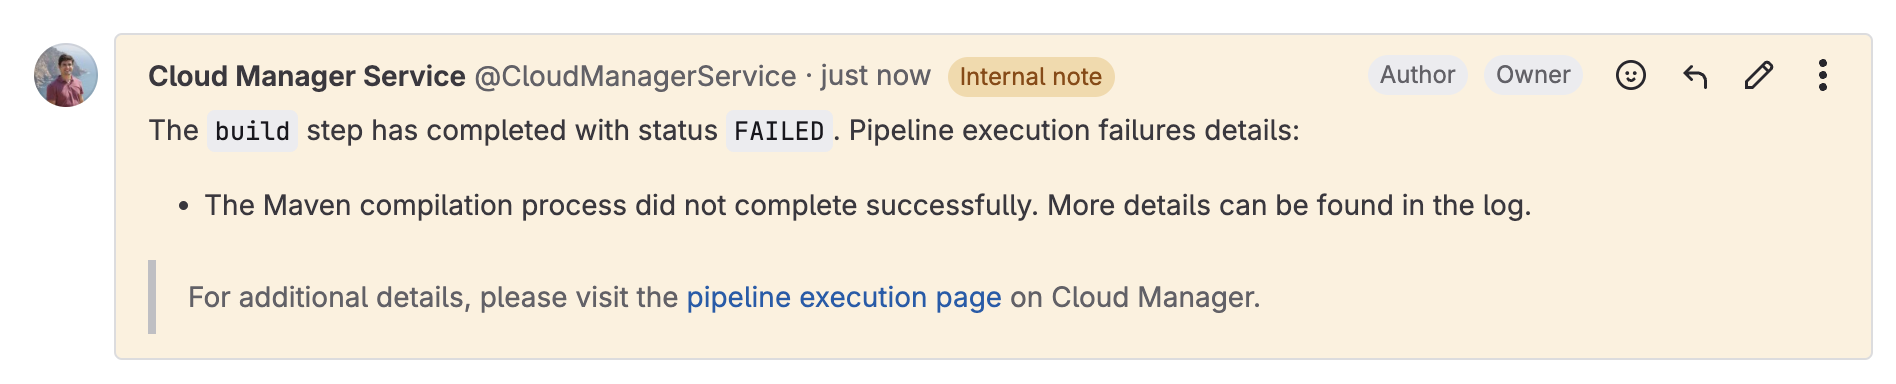 Cloud Manager Service @CloudManagerService · just now Internal note Author Owner
The build step has completed with status FAILED. Pipeline execution failures details:
• The Maven compilation process did not complete successfully. More details can be found in the log.
For additional details, please visit the pipeline execution page on Cloud Manager.